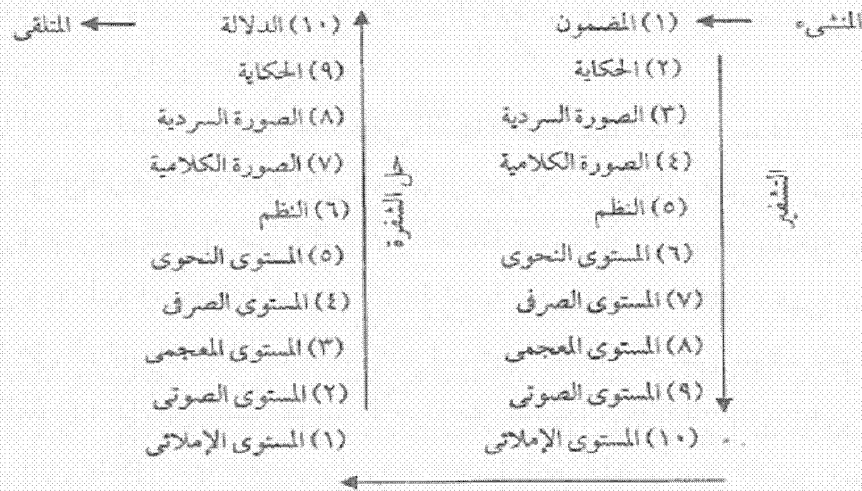 المنشىء (١) المضمون (١٠) الدلالة المتلقى
(٢) الحكاية (٩) الحكاية
(٣) الصورة السردية (٨) الصورة السردية
(٤) الصورة الكلامية (٧) الصورة الكلامية
التشفير حل الشفرة
(٥) النظم (٦) النظم
(٦) المستوى النحوى (٥) المستوى النحوى
(٧) المستوى الصرفى (٤) المستوى الصرفى
(٨) المستوى المعجمى (٣) المستوى المعجمى
(٩) المستوى الصوتى (٢) المستوى الصوتى
(١٠) المستوى الإملائى (١) المستوى الإملائى